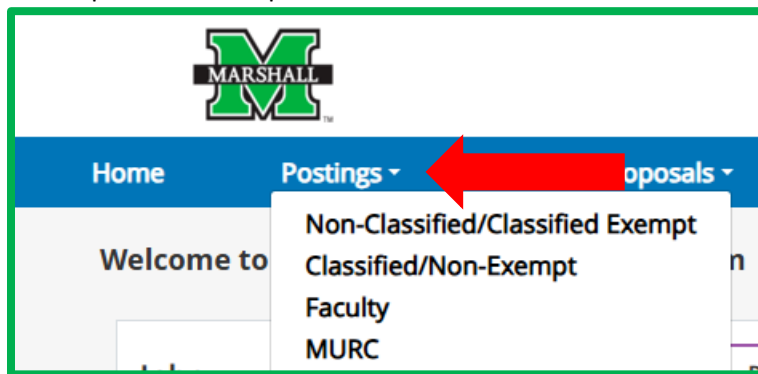 MARSHALL
TM
Home Postings oposals
Non-Classified/Classified Exempt
Welcome to
Classified/Non-Exempt
Faculty
MURC